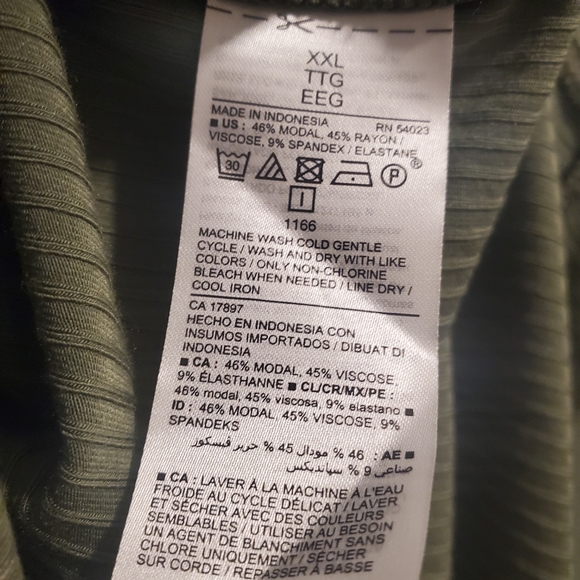 XXL
TTG
EEG
MADE IN INDONESIA RN 54023
■ US : 46% MODAL, 45% RAYON /
VISCOSE, 9% SPANDEX / ELASTANE
30 P ®
1166
MACHINE WASH COLD GENTLE
CYCLE / WASH AND DRY WITH LIKE
COLORS / ONLY NON-CHLORINE
BLEACH WHEN NEEDED / LINE DRY /
COOL IRON
CA 17897
HECHO EN INDONESIA CON
INSUMOS IMPORTADOS / DIBUAT DI
INDONESIA
■ CA : 46% MODAL, 45% VISCOSE,
9% ÉLASTHANNE ■ CL/CR/MX/PE :
46% modal, 45% viscosa, 9% elastano ■
ID : 46% MODAL, 45% VISCOSE, 9%
SPANDEKS
■ AE : 46 % مودال 45 % حرير فيسكوز
صناعي 9 % سباندیكس
■ CA : LAVER À LA MACHINE À L'EAU
FROIDE AU CYCLE DÉLICAT / LAVER
ET SÉCHER AVEC DES COULEURS
SEMBLABLES / UTILISER AU BESOIN
UN AGENT DE BLANCHIMENT SANS
CHLORE UNIQUEMENT / SÉCHER
SUR CORDE / REPASSER À BASSE